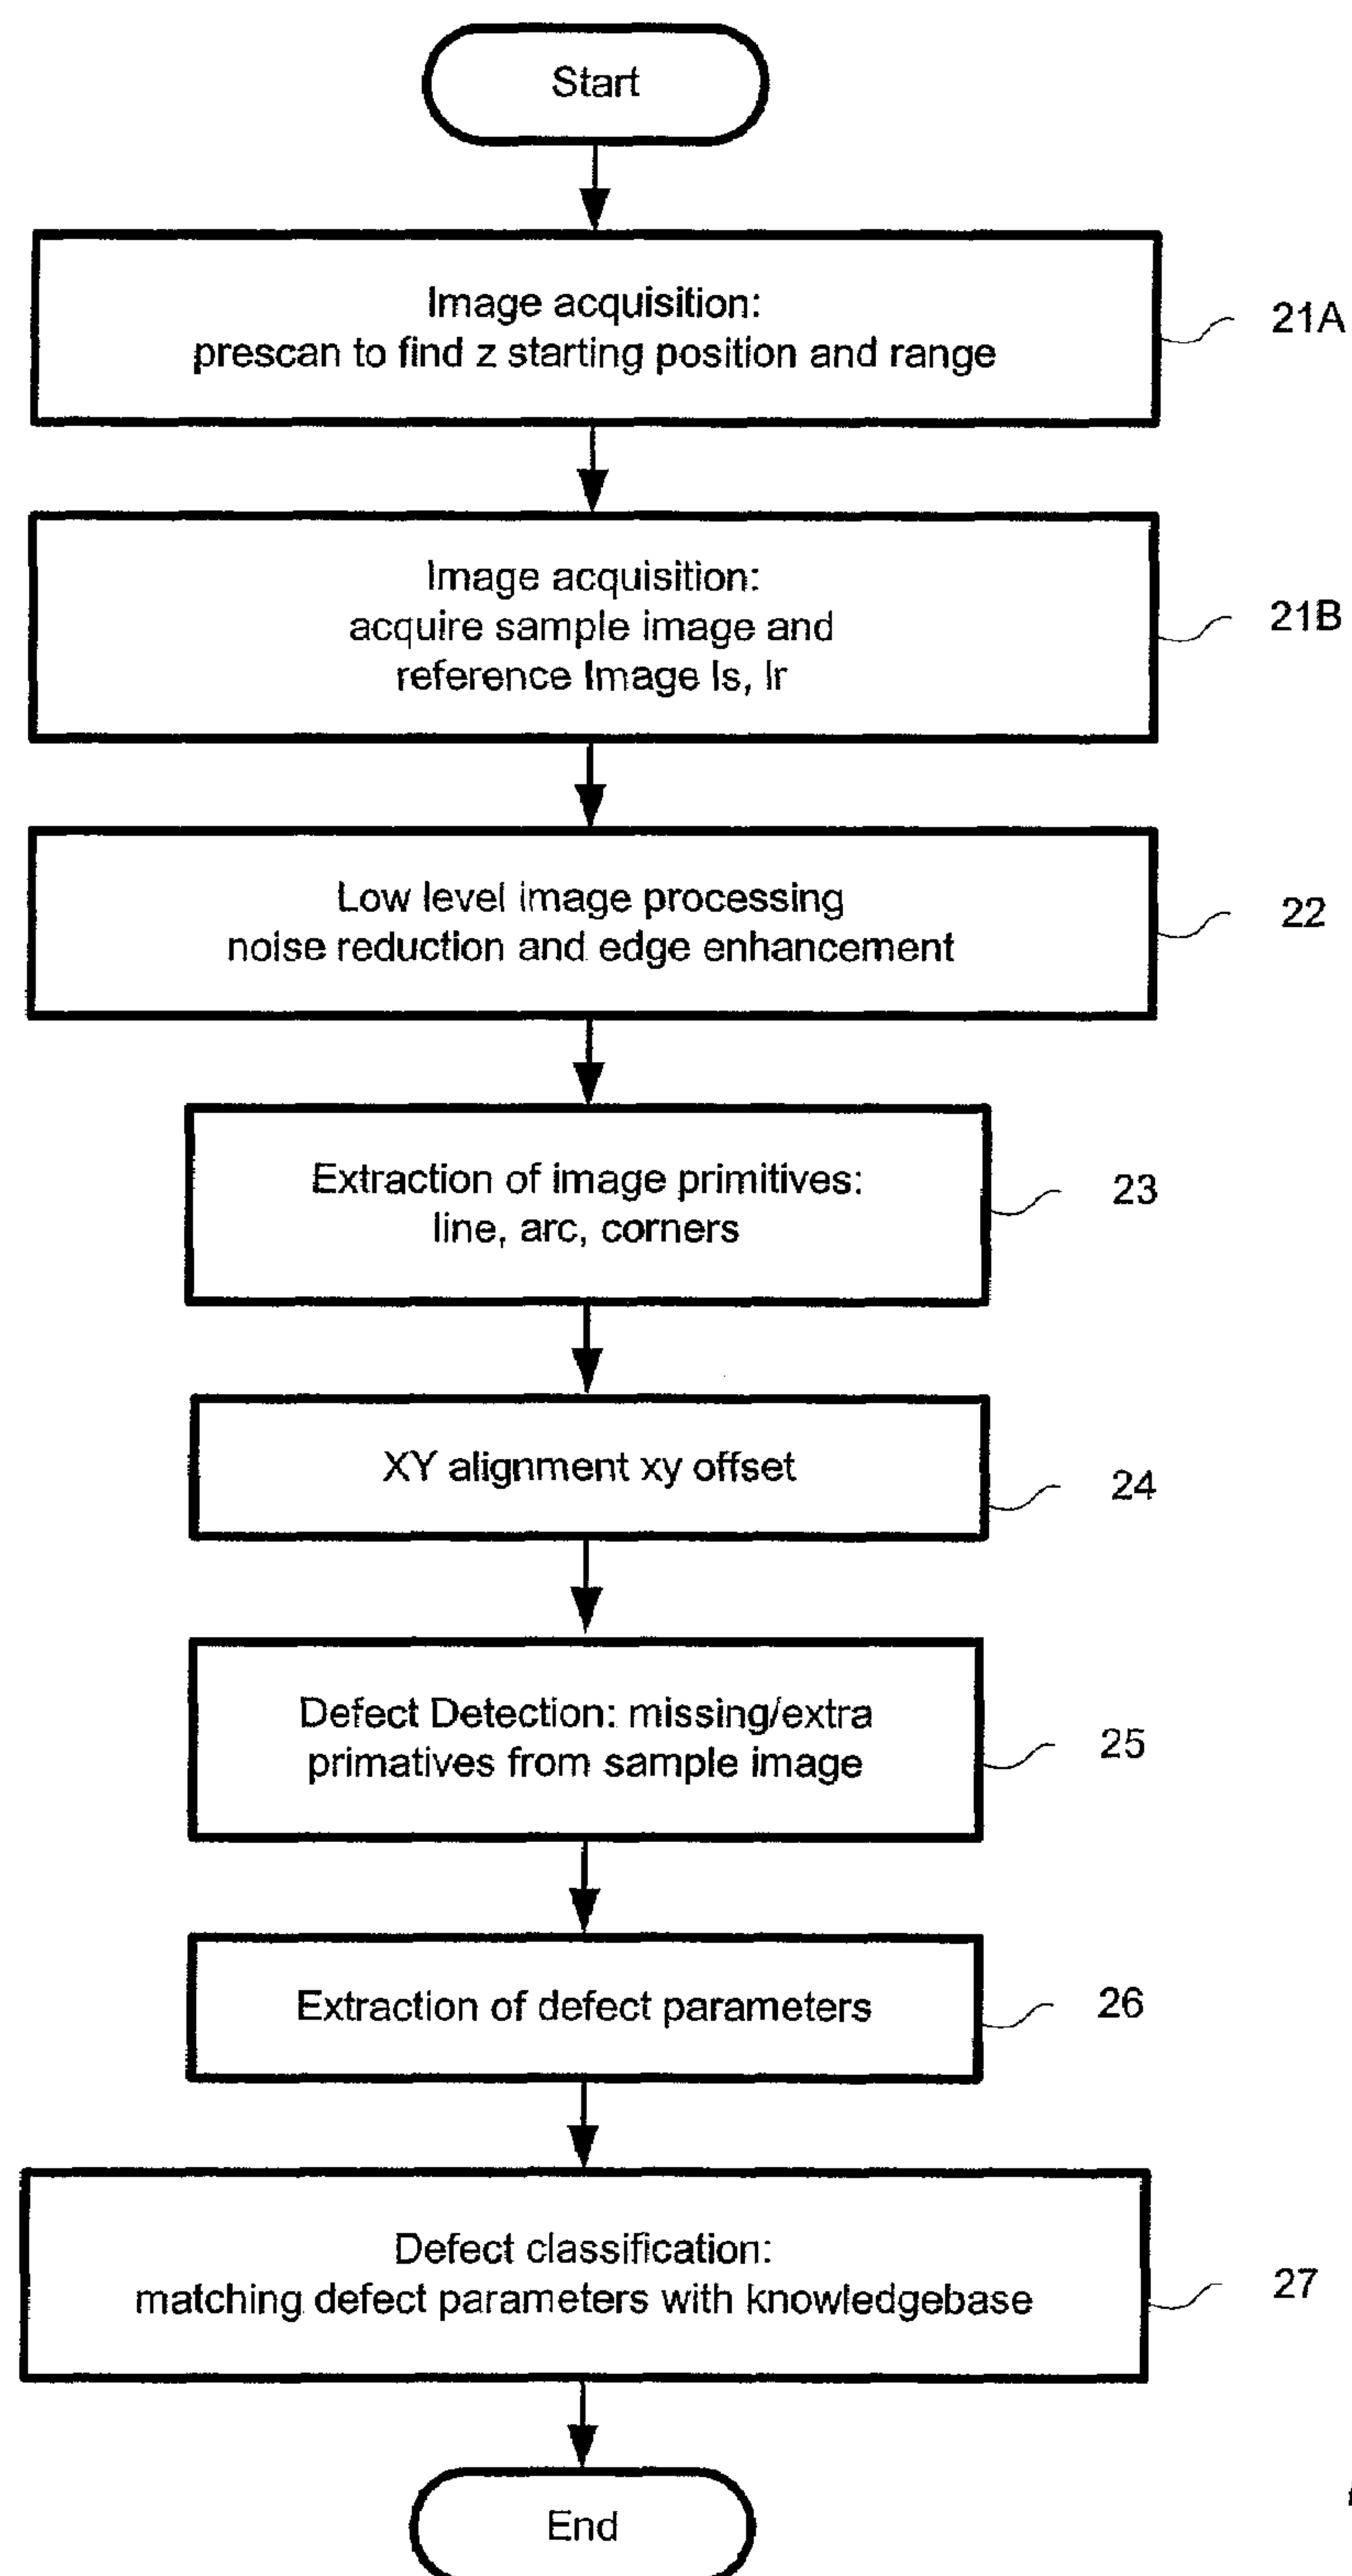 Start
Image acquisition:
prescan to find z starting position and range
21A
Image acquisition:
acquire sample image and
reference Image Is, Ir
21B
Low level image processing
noise reduction and edge enhancement
22
Extraction of image primitives:
line, arc, corners
23
XY alignment xy offset
24
Defect Detection: missing/extra
primatives from sample image
25
Extraction of defect parameters
26
Defect classification:
matching defect parameters with knowledgebase
27
End